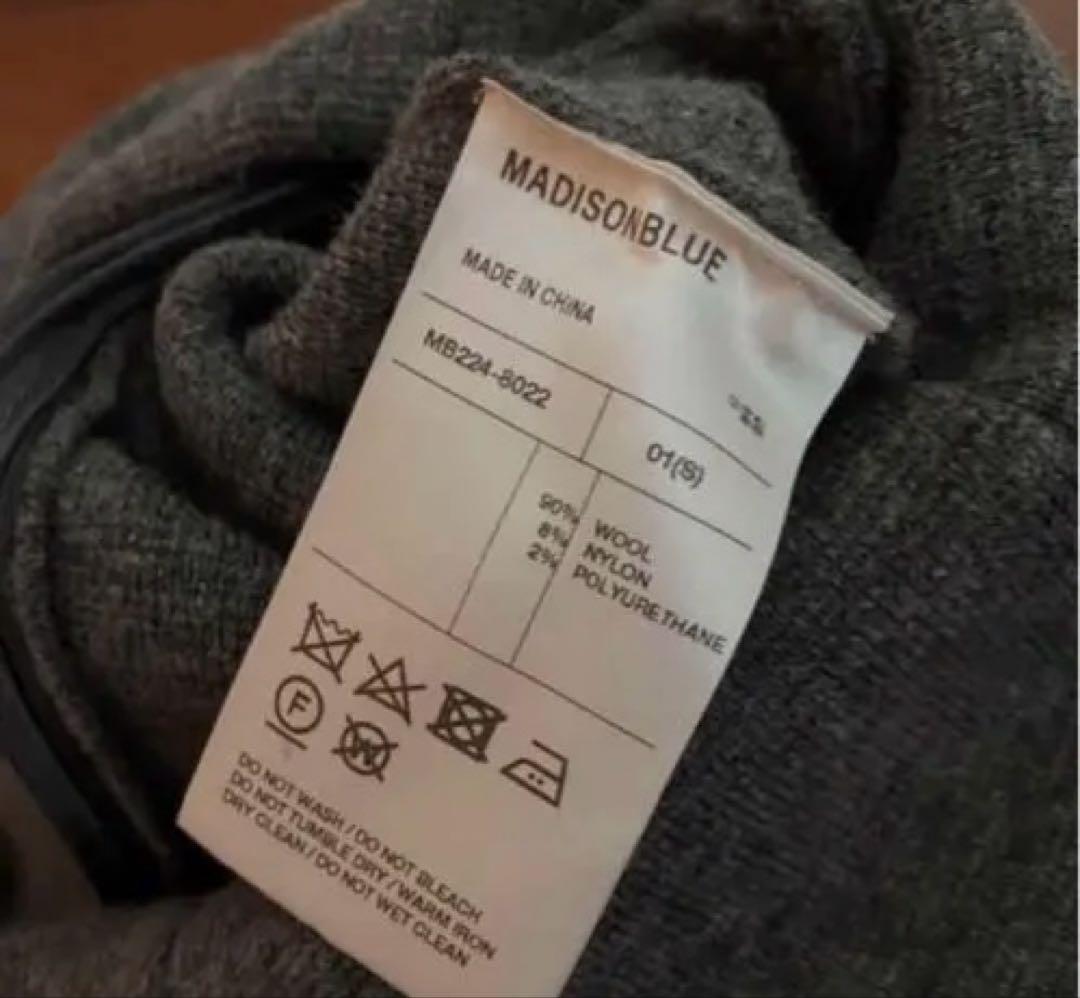 MADISONBLUE
MADE IN CHINA
MB224-8022
01(S)
90% WOOL
8% NYLON
2% POLYURETHANE
F
W
DO NOT WASH / DO NOT BLEACH
DO NOT TUMBLE DRY / WARM IRON
DRY CLEAN / DO NOT WET CLEAN